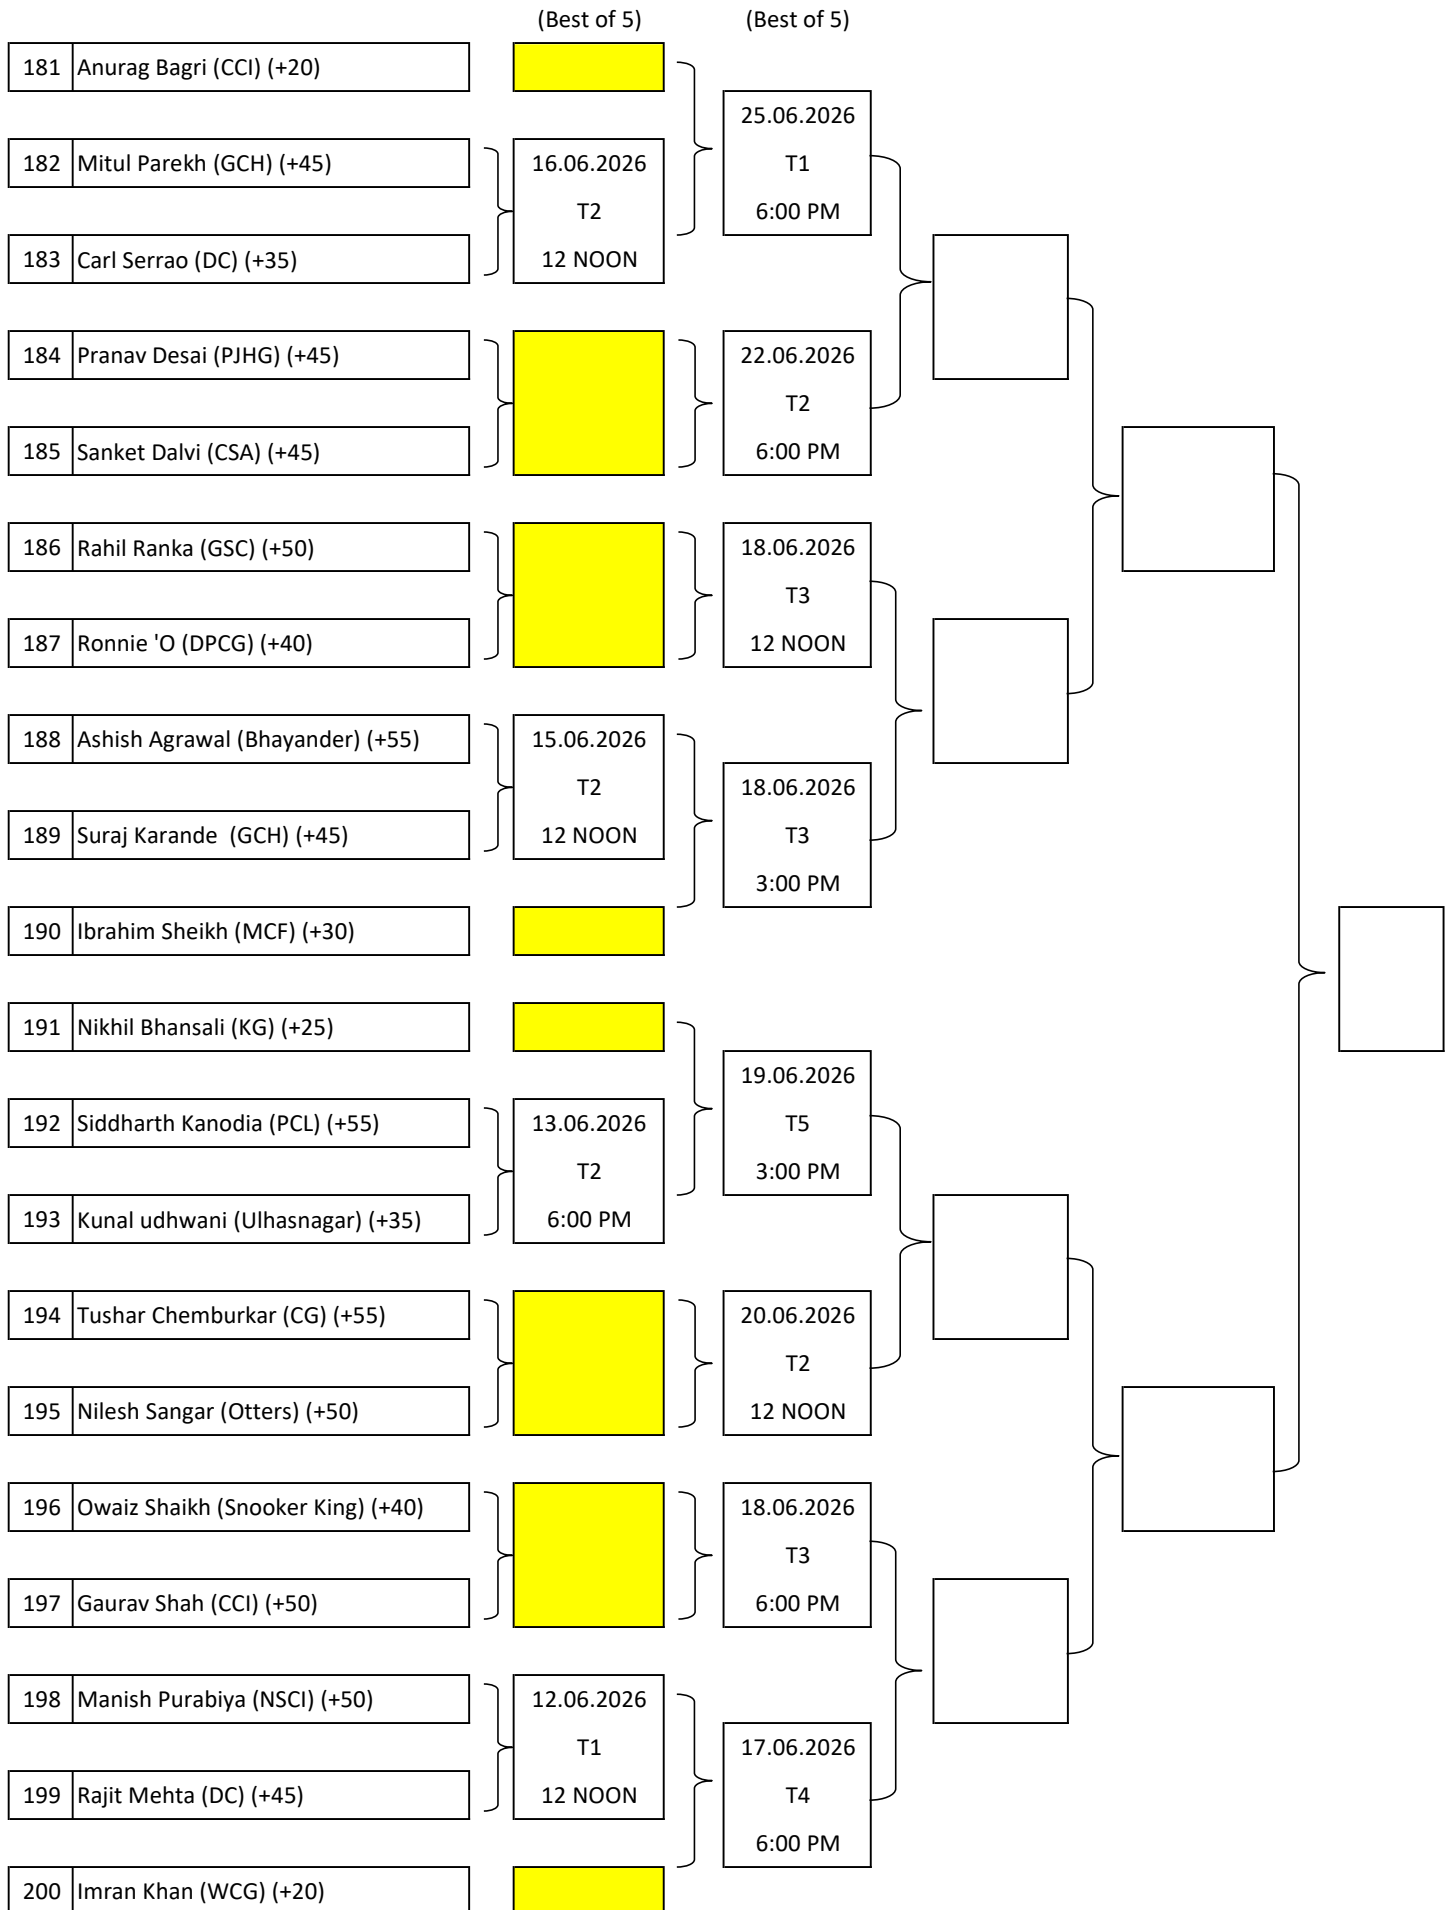 (Best of 5) (Best of 5)
181 Anurag Bagri (CCI) (+20)
25.06.2026
182 Mitul Parekh (GCH) (+45) 16.06.2026 T1
T2 6:00 PM
183 Carl Serrao (DC) (+35) 12 NOON
184 Pranav Desai (PJHG) (+45) 22.06.2026
T2
185 Sanket Dalvi (CSA) (+45) 6:00 PM
186 Rahil Ranka (GSC) (+50) 18.06.2026
T3
187 Ronnie 'O (DPCG) (+40) 12 NOON
188 Ashish Agrawal (Bhayander) (+55) 15.06.2026
T2 18.06.2026
189 Suraj Karande  (GCH) (+45) 12 NOON T3
3:00 PM
190 Ibrahim Sheikh (MCF) (+30)
191 Nikhil Bhansali (KG) (+25)
19.06.2026
192 Siddharth Kanodia (PCL) (+55) 13.06.2026 T5
T2 3:00 PM
193 Kunal udhwani (Ulhasnagar) (+35) 6:00 PM
194 Tushar Chemburkar (CG) (+55) 20.06.2026
T2
195 Nilesh Sangar (Otters) (+50) 12 NOON
196 Owaiz Shaikh (Snooker King) (+40) 18.06.2026
T3
197 Gaurav Shah (CCI) (+50) 6:00 PM
198 Manish Purabiya (NSCI) (+50) 12.06.2026
T1 17.06.2026
199 Rajit Mehta (DC) (+45) 12 NOON T4
6:00 PM
200 Imran Khan (WCG) (+20)